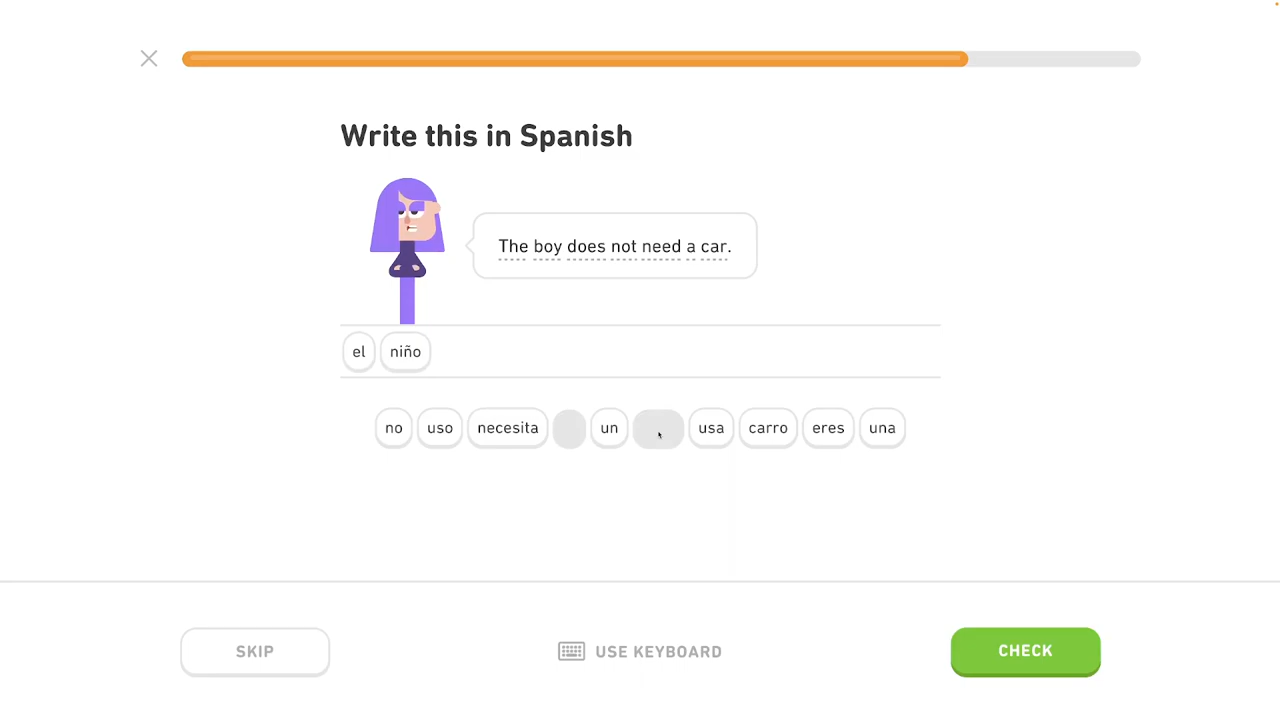 Write this in Spanish
The boy does not need a car.
el niño
no uso necesita un usa carro eres una
SKIP USE KEYBOARD CHECK